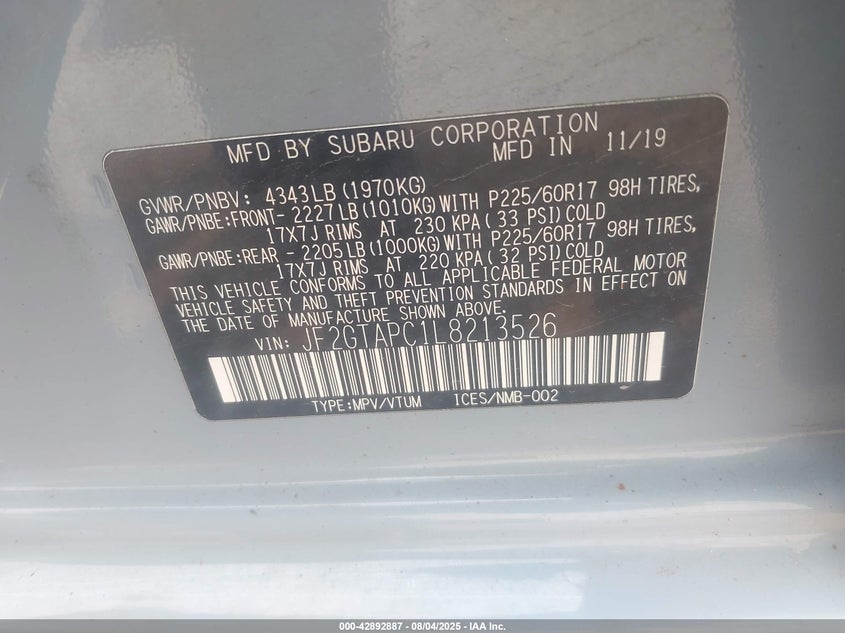 MFD BY SUBARU CORPORATION
MFD IN 11/19
GVWR/PNBV: 4343LB(1970KG)
GAWR/PNBE:FRONT- 2227LB(1010KG)WITH P225/60R17 98H TIRES,
17X7J RIMS AT 230 KPA( 33 PSI)COLD
GAWR/PNBE:REAR - 2205LB(1000KG)WITH P225/60R17 98H TIRES,
17X7J RIMS AT 220 KPA( 32 PSI)COLD
THIS VEHICLE CONFORMS TO ALL APPLICABLE FEDERAL MOTOR
VEHICLE SAFETY AND THEFT PREVENTION STANDARDS IN EFFECT ON
THE DATE OF MANUFACTURE SHOWN ABOVE.
VIN: JF2GTAPC1L8213526
TYPE:MPV/VTUM ICES/NMB-002
000-42892887 - 08/04/2025 - IAA Inc.